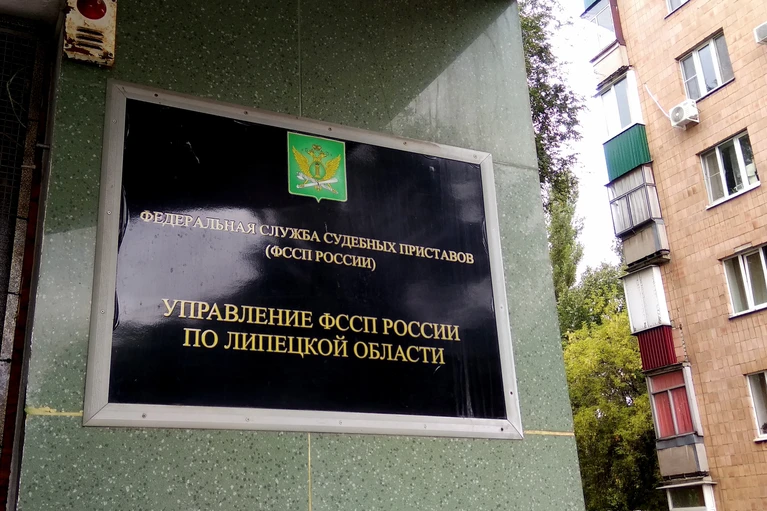 ФЕДЕРАЛЬНАЯ СЛУЖБА СУДЕБНЫХ ПРИСТАВОВ
(ФССП РОССИИ)
УПРАВЛЕНИЕ ФССП РОССИИ
ПО ЛИПЕЦКОЙ ОБЛАСТИ